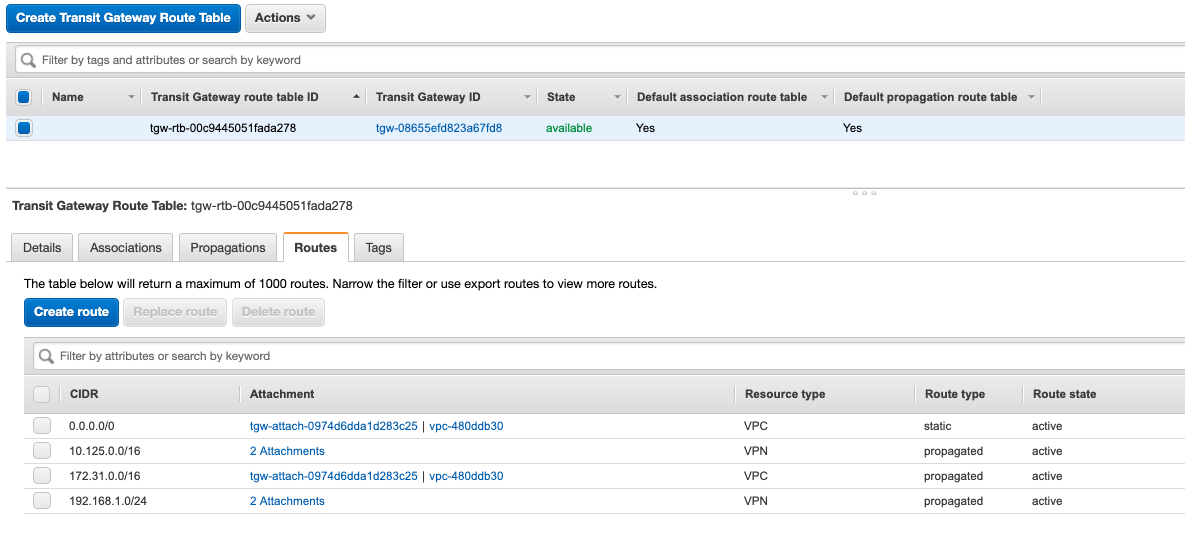 Create Transit Gateway Route Table Actions
Filter by tags and attributes or search by keyword
Name Transit Gateway route table ID Transit Gateway ID State Default association route table Default propagation route table
tgw-rtb-00c9445051fada278 tgw-08655efd823a67fd8 available Yes Yes
Transit Gateway Route Table: tgw-rtb-00c9445051fada278
Details Associations Propagations Routes Tags
The table below will return a maximum of 1000 routes. Narrow the filter or use export routes to view more routes.
Create route Replace route Delete route
Filter by attributes or search by keyword
CIDR Attachment Resource type Route type Route state
0.0.0.0/0 tgw-attach-0974d6dda1d283c25 | vpc-480ddb30 VPC static active
10.125.0.0/16 2 Attachments VPN propagated active
172.31.0.0/16 tgw-attach-0974d6dda1d283c25 | vpc-480ddb30 VPC propagated active
192.168.1.0/24 2 Attachments VPN propagated active